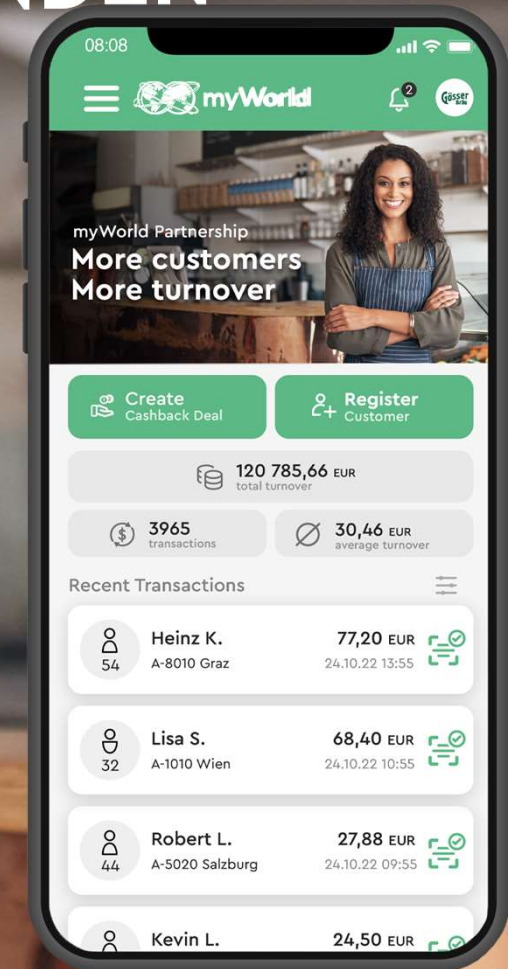 08:08
myWorld
2
Gösser
Bräu
myWorld Partnership
More customers
More turnover
Create
Cashback Deal
Register
Customer
120 785,66 EUR
total turnover
3965
transactions
30,46 EUR
average turnover
Recent Transactions
Heinz K.
77,20 EUR
54
A-8010 Graz
24.10.22 13:55
Lisa S.
68,40 EUR
32
A-1010 Wien
24.10.22 10:55
Robert L.
27,88 EUR
44
A-5020 Salzburg
24.10.22 09:55
Kevin L.
24,50 EUR